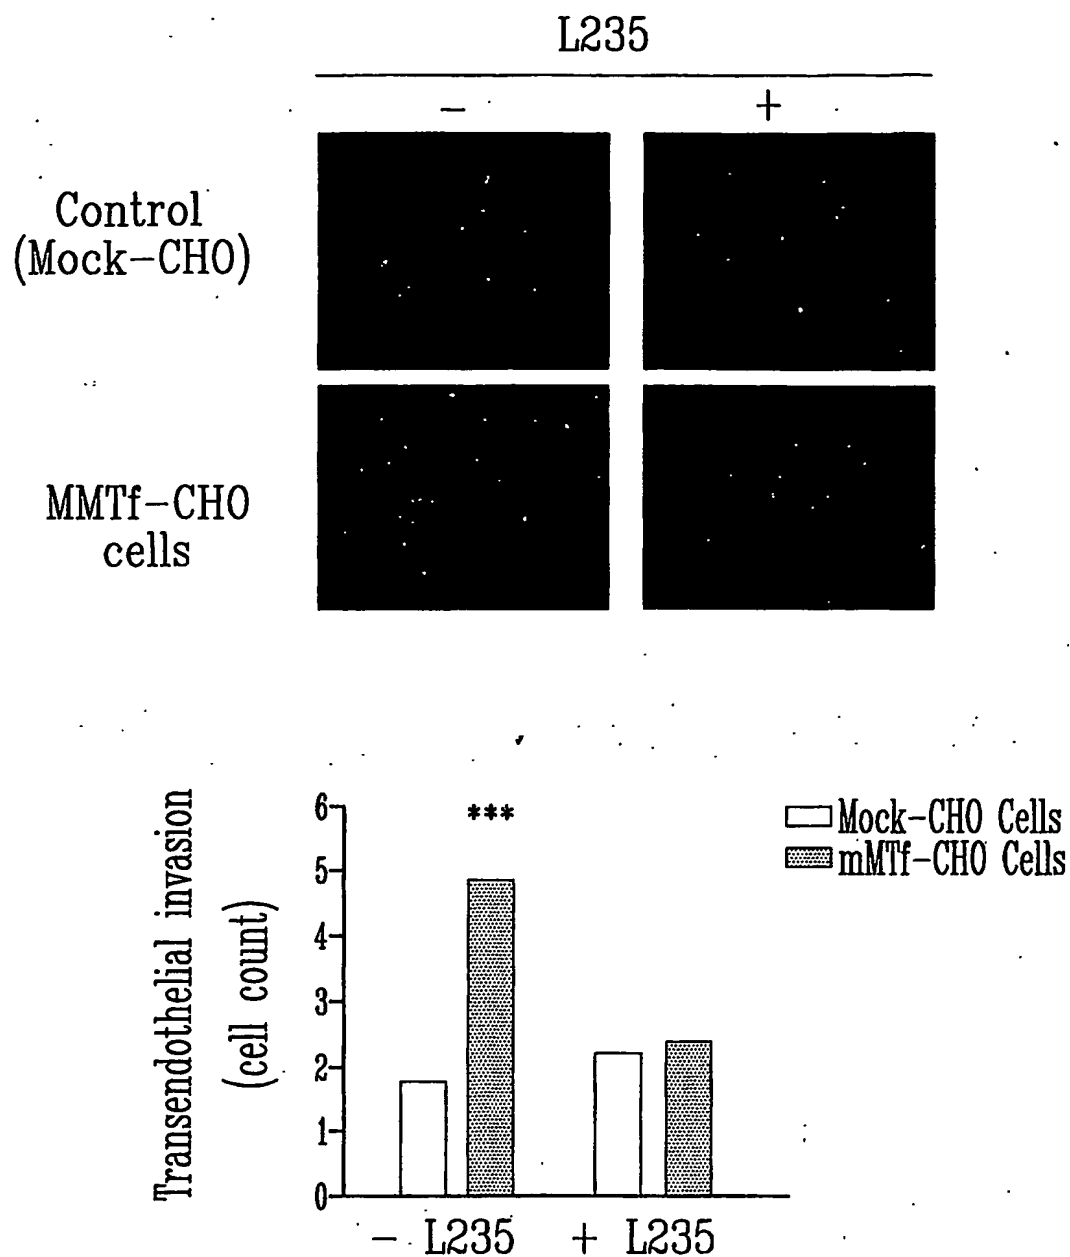 L235
- +
Control
(Mock-CHO)
MMTf-CHO
cells
Transendothelial invasion
(cell count)
6
5
4
3
2
1
0
***
Mock-CHO Cells
mMTf-CHO Cells
- L235 + L235